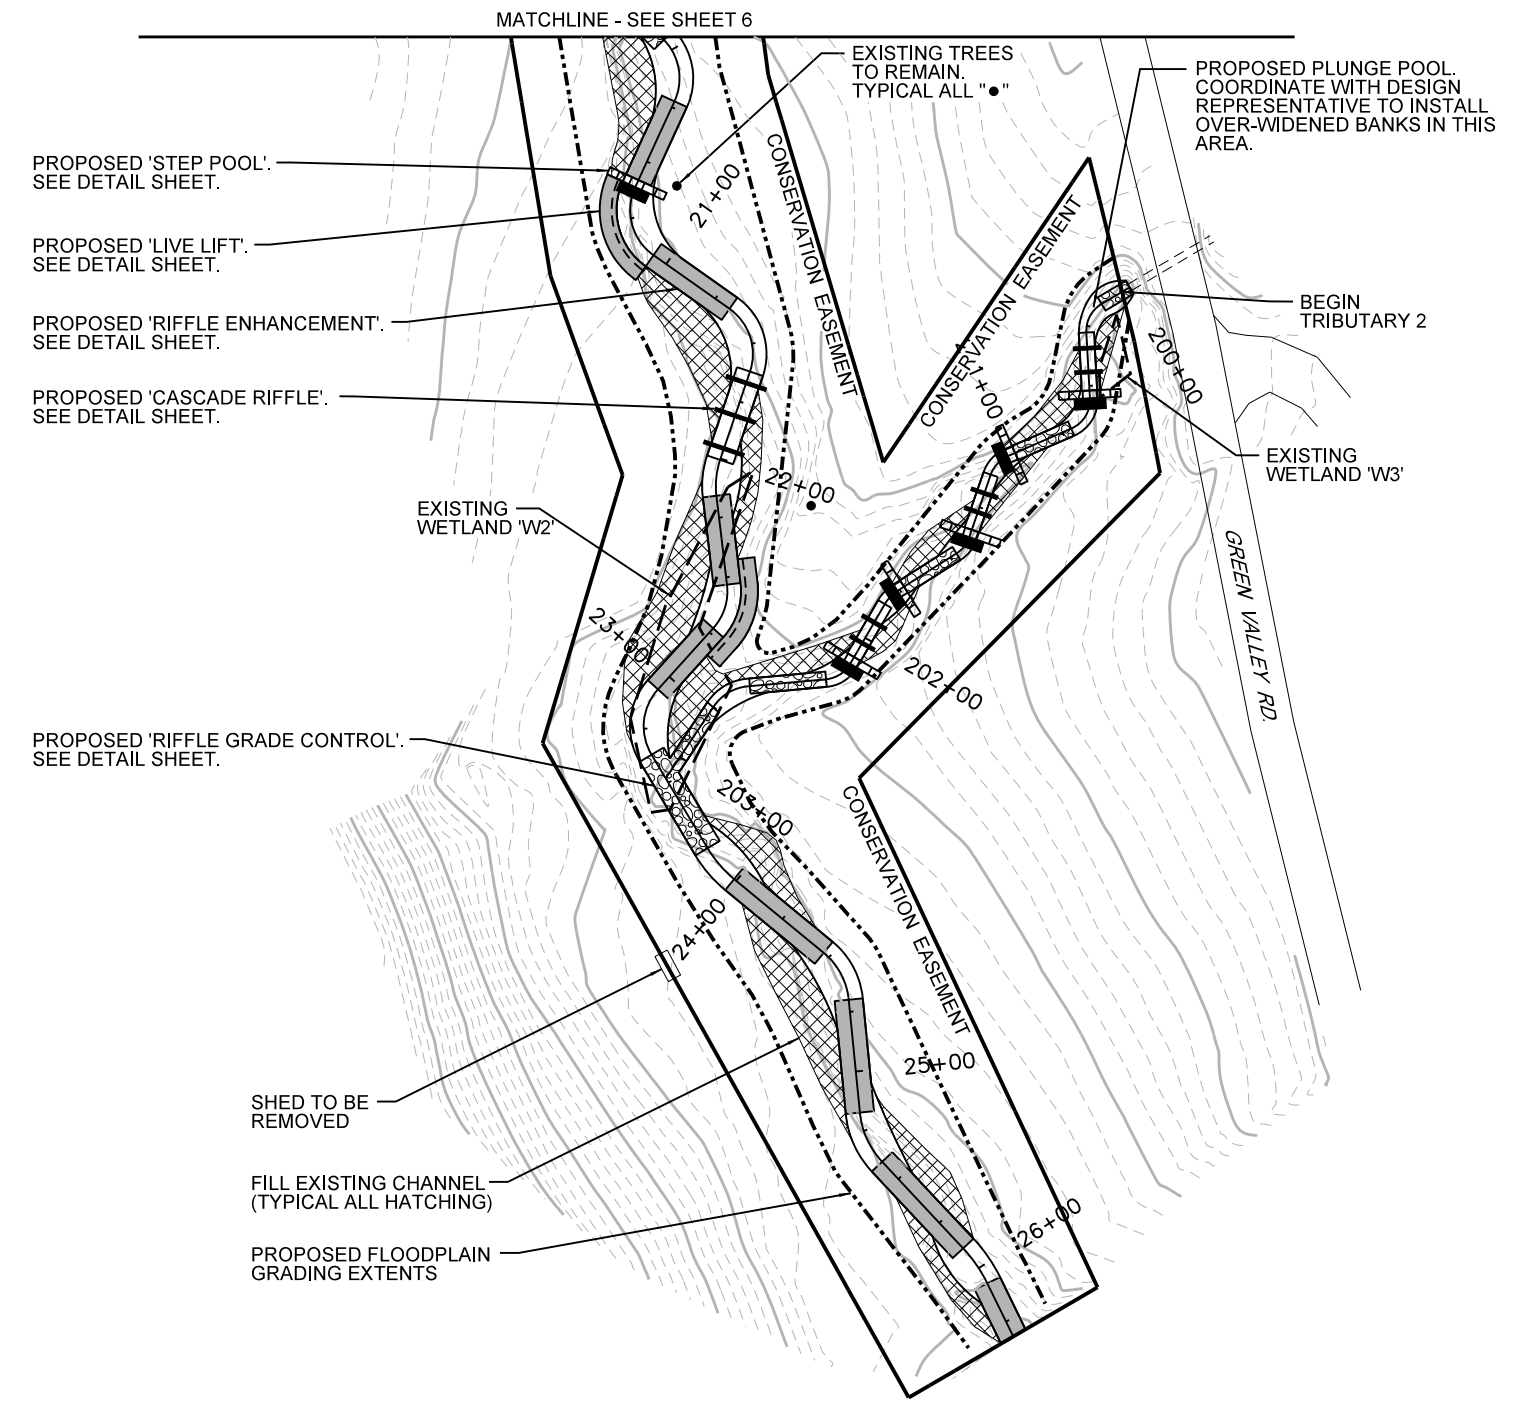 MATCHLINE - SEE SHEET 6
EXISTING TREES
TO REMAIN.
TYPICAL ALL "●"
PROPOSED PLUNGE POOL.
COORDINATE WITH DESIGN
REPRESENTATIVE TO INSTALL
OVER-WIDENED BANKS IN THIS
AREA.
PROPOSED 'STEP POOL'.
SEE DETAIL SHEET.
21+00
CONSERVATION EASEMENT
CONSERVATION EASEMENT
PROPOSED 'LIVE LIFT'.
SEE DETAIL SHEET.
BEGIN
TRIBUTARY 2
PROPOSED 'RIFFLE ENHANCEMENT'.
SEE DETAIL SHEET.
200+00
PROPOSED 'CASCADE RIFFLE'.
SEE DETAIL SHEET.
1+00
EXISTING
WETLAND 'W3'
22+00
EXISTING
WETLAND 'W2'
GREEN VALLEY RD.
23+00
202+00
PROPOSED 'RIFFLE GRADE CONTROL'.
SEE DETAIL SHEET.
203+00
CONSERVATION EASEMENT
24+00
25+00
SHED TO BE
REMOVED
FILL EXISTING CHANNEL
(TYPICAL ALL HATCHING)
26+00
PROPOSED FLOODPLAIN
GRADING EXTENTS